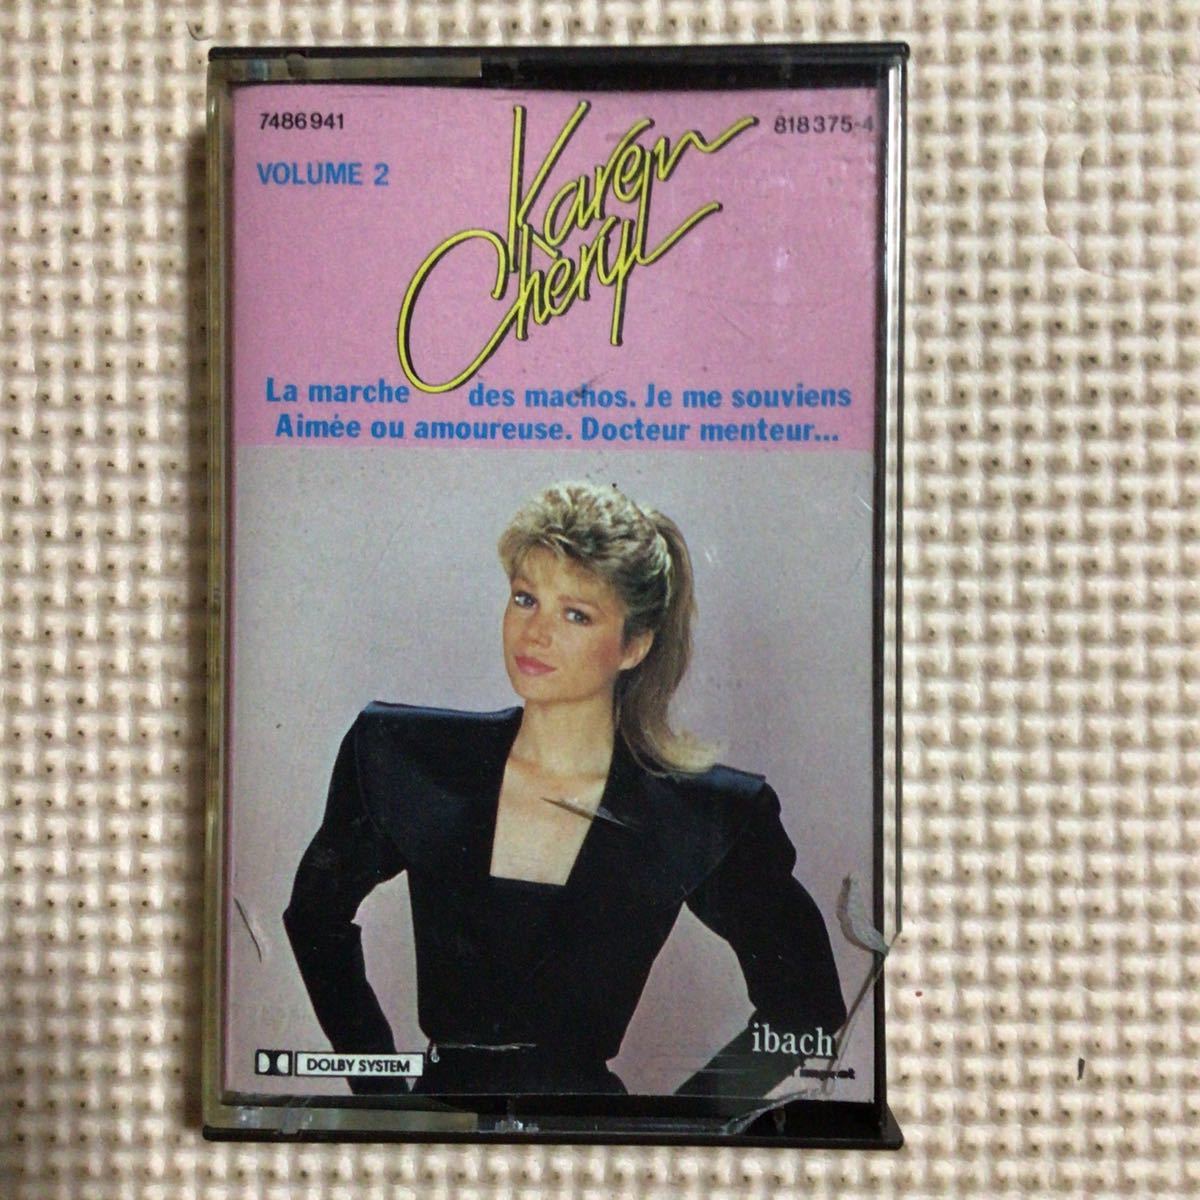 7486941
818375-4
VOLUME 2
Karen
Cheryl
La marche des machos. Je me souviens
Aimée ou amoureuse. Docteur menteur...
ibach
DOLBY SYSTEM